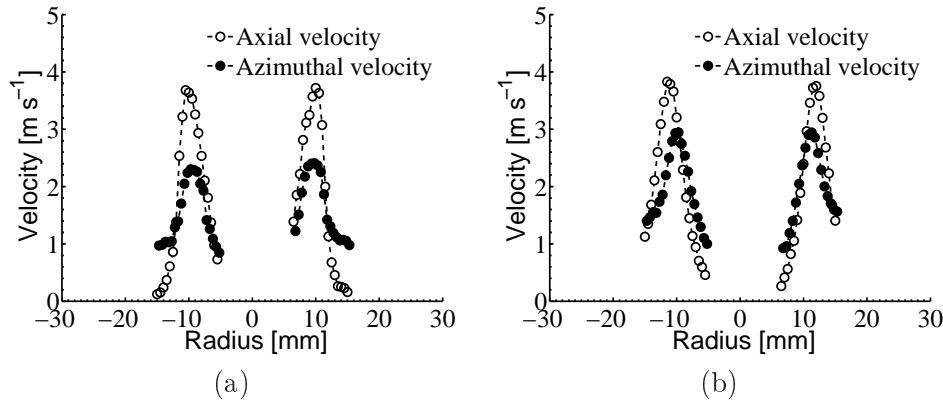 5
4
3
2
1
0
−30 −20 −10 0 10 20 30
Velocity [m s⁻¹]
Radius [mm]
Axial velocity
Azimuthal velocity
(a)
5
4
3
2
1
0
−30 −20 −10 0 10 20 30
Velocity [m s⁻¹]
Radius [mm]
Axial velocity
Azimuthal velocity
(b)